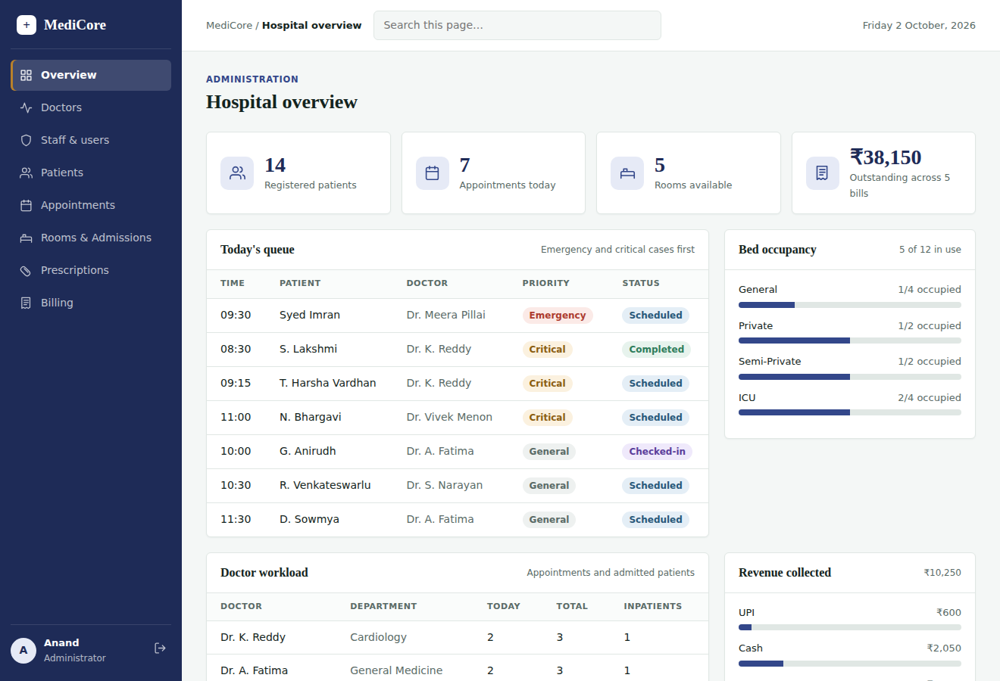 + MediCore
Overview
Doctors
Staff & users
Patients
Appointments
Rooms & Admissions
Prescriptions
Billing
A
Anand
Administrator
MediCore / Hospital overview
Search this page...
Friday 2 October, 2026
ADMINISTRATION
Hospital overview
14
Registered patients
7
Appointments today
5
Rooms available
₹38,150
Outstanding across 5
bills
Today's queue
Emergency and critical cases first
TIME PATIENT DOCTOR PRIORITY STATUS
09:30 Syed Imran Dr. Meera Pillai Emergency Scheduled
08:30 S. Lakshmi Dr. K. Reddy Critical Completed
09:15 T. Harsha Vardhan Dr. K. Reddy Critical Scheduled
11:00 N. Bhargavi Dr. Vivek Menon Critical Scheduled
10:00 G. Anirudh Dr. A. Fatima General Checked-in
10:30 R. Venkateswarlu Dr. S. Narayan General Scheduled
11:30 D. Sowmya Dr. A. Fatima General Scheduled
Bed occupancy
5 of 12 in use
General 1/4 occupied
Private 1/2 occupied
Semi-Private 1/2 occupied
ICU 2/4 occupied
Doctor workload
Appointments and admitted patients
DOCTOR DEPARTMENT TODAY TOTAL INPATIENTS
Dr. K. Reddy Cardiology 2 3 1
Dr. A. Fatima General Medicine 2 3 1
Revenue collected
₹10,250
UPI ₹600
Cash ₹2,050